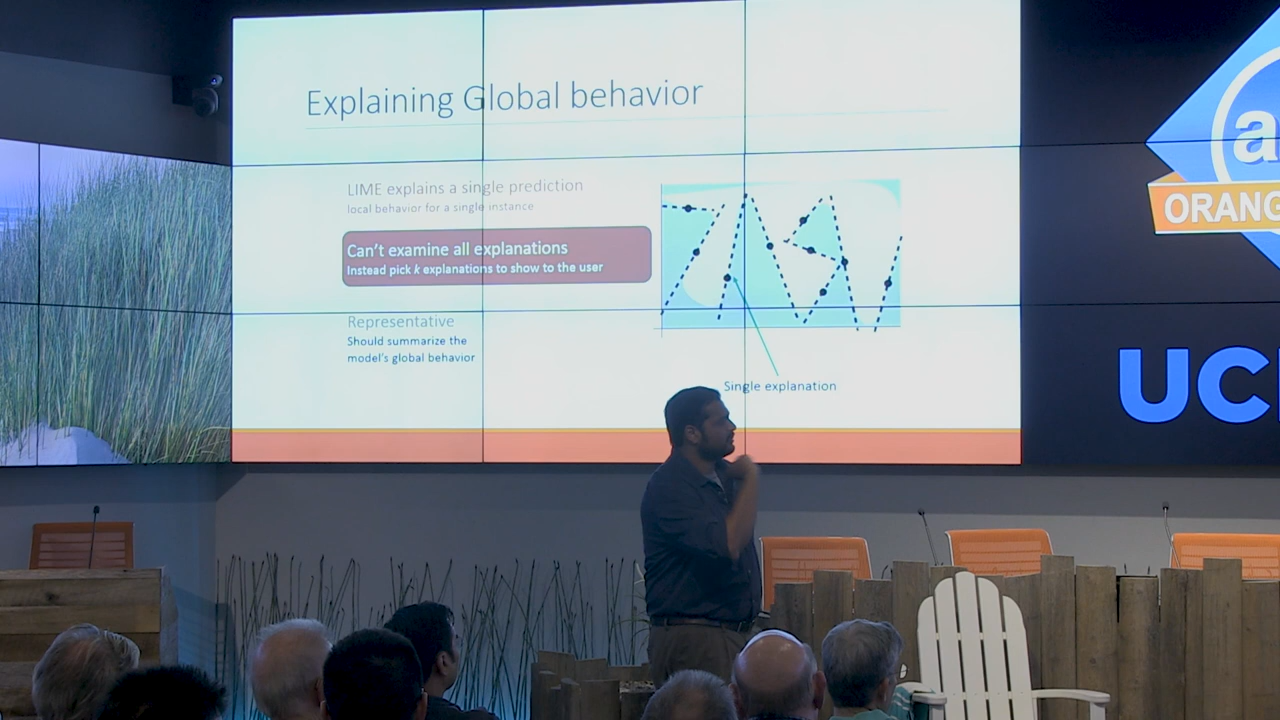 Explaining Global behavior
LIME explains a single prediction
local behavior for a single instance
Can't examine all explanations
Instead pick k explanations to show to the user
Representative
Should summarize the
model's global behavior
Single explanation
a
ORANG
UC